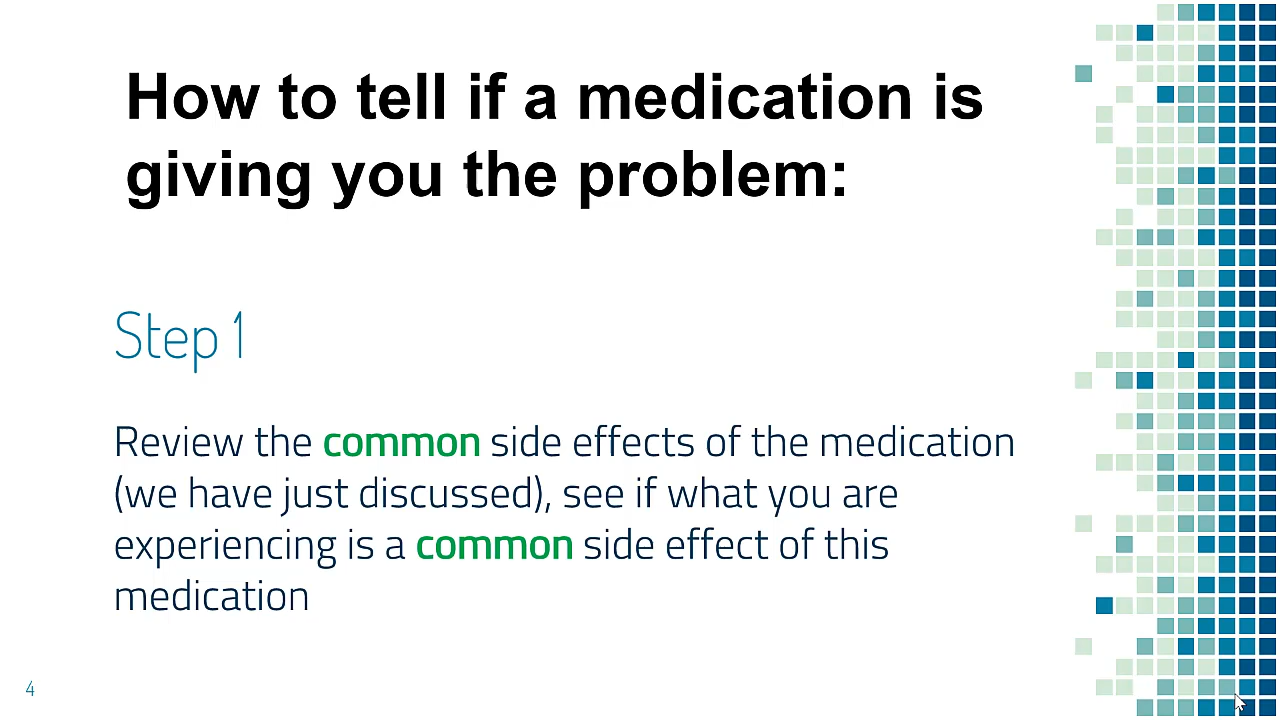 How to tell if a medication is
giving you the problem:
Step 1
Review the common side effects of the medication
(we have just discussed), see if what you are
experiencing is a common side effect of this
medication
4